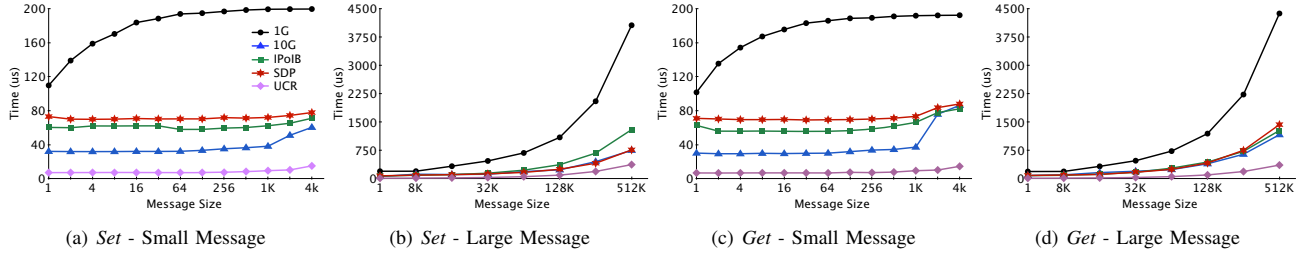 200
160
120
80
40
0
Time (us)
1G
10G
IPoIB
SDP
UCR
1 4 16 64 256 1K 4k
Message Size
(a) Set - Small Message
4500
3750
3000
2250
1500
750
0
Time (us)
1 8K 32K 128K 512K
Message Size
(b) Set - Large Message
200
160
120
80
40
0
Time (us)
1 4 16 64 256 1K 4k
Message Size
(c) Get - Small Message
4500
3750
3000
2250
1500
750
0
Time (us)
1 8K 32K 128K 512K
Message Size
(d) Get - Large Message